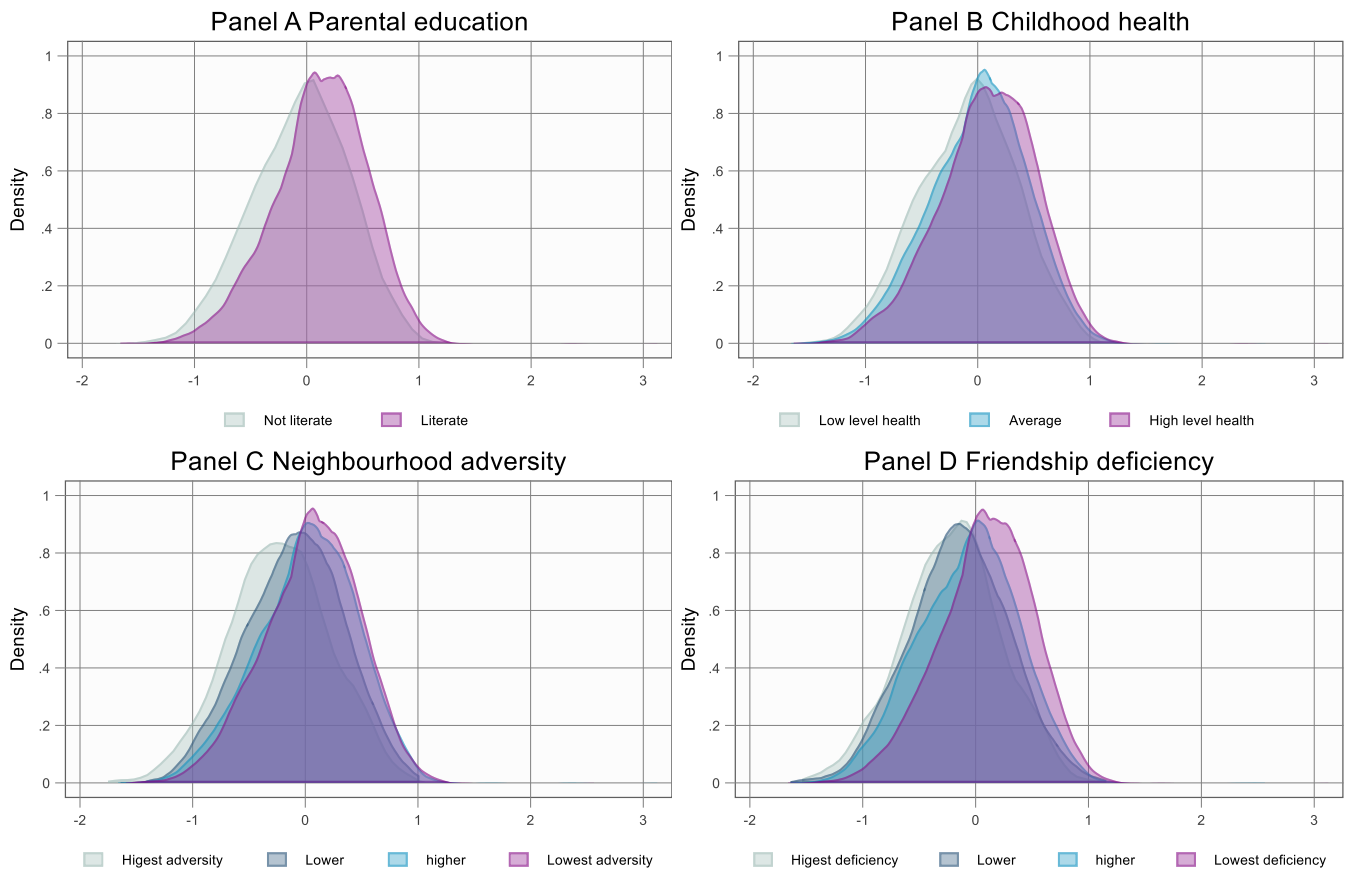 Panel A Parental education
Density
1
.8
.6
.4
.2
0
-2 -1 0 1 2 3
Not literate Literate
Panel B Childhood health
Density
1
.8
.6
.4
.2
0
-2 -1 0 1 2 3
Low level health Average High level health
Panel C Neighbourhood adversity
Density
1
.8
.6
.4
.2
0
-2 -1 0 1 2 3
Higest adversity Lower higher Lowest adversity
Panel D Friendship deficiency
Density
1
.8
.6
.4
.2
0
-2 -1 0 1 2 3
Higest deficiency Lower higher Lowest deficiency